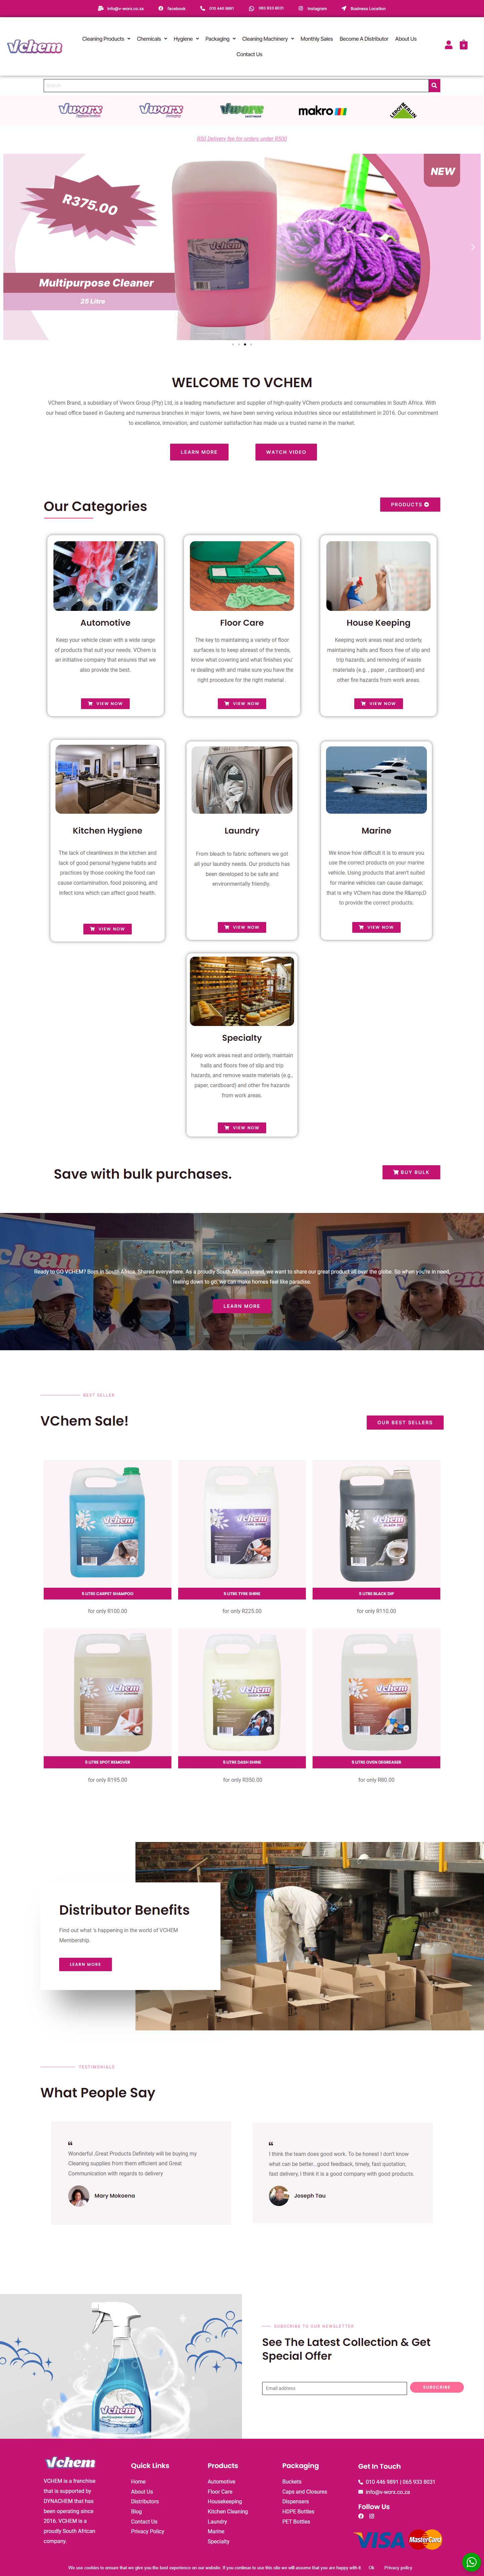 info@v-worx.co.za
facebook
010 446 9891
065 933 8031
Instagram
Business Location
Vchem
Cleaning Products
Chemicals
Hygiene
Packaging
Cleaning Machinery
Monthly Sales
Become A Distributor
About Us
Contact Us
0
Search
Vworx
Vworx
Vworx
makro
LEROY MERLIN
R90 Delivery fee for orders under R500
R375.00
NEW
Vchem
Multipurpose Cleaner
25 Litre
WELCOME TO VCHEM
VChem Brand, a subsidiary of Vworx Group (Pty) Ltd, is a leading manufacturer and supplier of high-quality VChem products and consumables in South Africa. With
our head office based in Gauteng and numerous branches in major towns, we have been serving various industries since our establishment in 2016. Our commitment
to excellence, innovation, and customer satisfaction has made us a trusted name in the market.
LEARN MORE
WATCH VIDEO
Our Categories
PRODUCTS
Automotive
Keep your vehicle clean with a wide range
of products that suit your needs. VChem is
an initiative company that ensures that we
also provide the best.
VIEW NOW
Floor Care
The key to maintaining a variety of floor
surfaces is to keep abreast of the trends,
know what covering and what finishes you'
re dealing with and make sure you have the
right procedure for the right material .
VIEW NOW
House Keeping
Keeping work areas neat and orderly,
maintaining halls and floors free of slip and
trip hazards, and removing of waste
materials (e.g. , paper , cardboard) and
other fire hazards from work areas.
VIEW NOW
Kitchen Hygiene
The lack of cleanliness in the kitchen and
lack of good personal hygiene habits and
practices by those cooking the food can
cause contamination, food poisoning, and
infect ions which can affect good health.
VIEW NOW
Laundry
From bleach to fabric softeners we got
all your laundry needs. Our products has
been developed to be safe and
environmentally friendly.
VIEW NOW
Marine
We know how difficult it is to ensure you
use the correct products on your marine
vehicle. Using products that aren't suited
for marine vehicles can cause damage;
that is why VChem has done the R&amp;D
to provide the correct products.
VIEW NOW
Specialty
Keep work areas neat and orderly, maintain
halls and floors free of slip and trip
hazards, and remove waste materials (e.g.,
paper, cardboard) and other fire hazards
from work areas.
VIEW NOW
Save with bulk purchases.
BUY BULK
Ready to GO VCHEM? Born in South Africa. Shared everywhere. As a proudly South African brand, we want to share our great product all over the globe. So when you're in need,
feeling down to go, we can make homes feel like paradise.
LEARN MORE
BEST SELLER
VChem Sale!
OUR BEST SELLERS
5 LITRE CARPET SHAMPOO
for only R100.00
5 LITRE TYRE SHINE
for only R225.00
5 LITRE BLACK DIP
for only R110.00
5 LITRE SPOT REMOVER
for only R195.00
5 LITRE DASH SHINE
for only R350.00
5 LITRE OVEN DEGREASER
for only R80.00
Distributor Benefits
Find out what 's happening in the world of VCHEM
Membership.
LEARN MORE
TESTIMONIALS
What People Say
Wonderful .Great Products Definitely will be buying my
Cleaning supplies from them efficient and Great
Communication with regards to delivery
Mary Mokoena
I think the team does good work. To be honest I don't know
what can be better...good feedback, timely, fast quotation,
fast delivery, I think it is a good company with good products.
Joseph Tau
Vchem
SUBSCRIBE TO OUR NEWSLETTER
See The Latest Collection & Get
Special Offer
Email address
SUBSCRIBE
Vchem
VCHEM is a franchise
that is supported by
DYNACHEM that has
been operating since
2016, VCHEM is a
proudly South African
company.
Quick Links
Home
About Us
Distributors
Blog
Contact Us
Privacy Policy
Products
Automotive
Floor Care
Housekeeping
Kitchen Cleaning
Laundry
Marine
Specialty
Packaging
Buckets
Caps and Closures
Dispensers
HDPE Bottles
PET Bottles
Get In Touch
010 446 9891 | 065 933 8031
info@v-worx.co.za
Follow Us
VISA MasterCard
We use cookies to ensure that we give you the best experience on our website. If you continue to use this site we will assume that you are happy with it.
Ok
Privacy policy